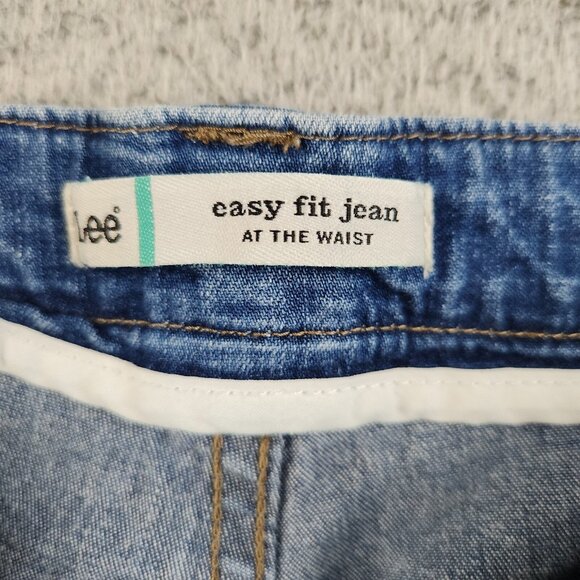 Lee®
easy fit jean
AT THE WAIST